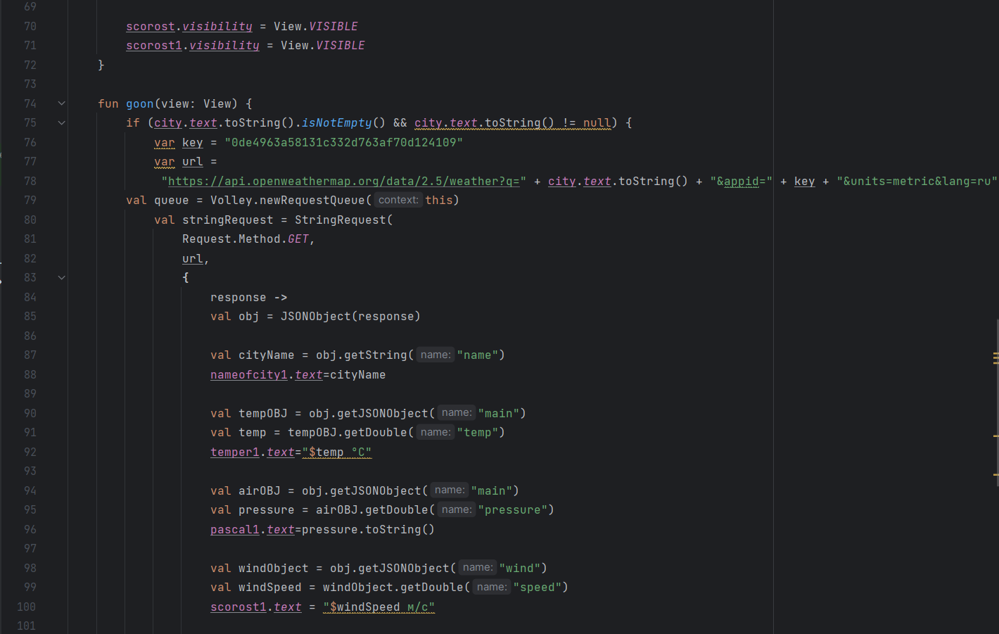 69
70 scorost.visibility = View.VISIBLE
71 scorost1.visibility = View.VISIBLE
72 }
73
74 fun goon(view: View) {
75 if (city.text.toString().isNotEmpty() && city.text.toString() != null) {
76 var key = "0de4963a58131c332d763af70d124109"
77 var url =
78 "https://api.openweathermap.org/data/2.5/weather?q=" + city.text.toString() + "&appid=" + key + "&units=metric&lang=ru"
79 val queue = Volley.newRequestQueue( context: this)
80 val stringRequest = StringRequest(
81 Request.Method.GET,
82 url,
83 {
84 response ->
85 val obj = JSONObject(response)
86
87 val cityName = obj.getString( name: "name")
88 nameofcity1.text=cityName
89
90 val tempOBJ = obj.getJSONObject( name: "main")
91 val temp = tempOBJ.getDouble( name: "temp")
92 temper1.text="$temp °C"
93
94 val airOBJ = obj.getJSONObject( name: "main")
95 val pressure = airOBJ.getDouble( name: "pressure")
96 pascal1.text=pressure.toString()
97
98 val windObject = obj.getJSONObject( name: "wind")
99 val windSpeed = windObject.getDouble( name: "speed")
100 scorost1.text = "$windSpeed м/с"
101